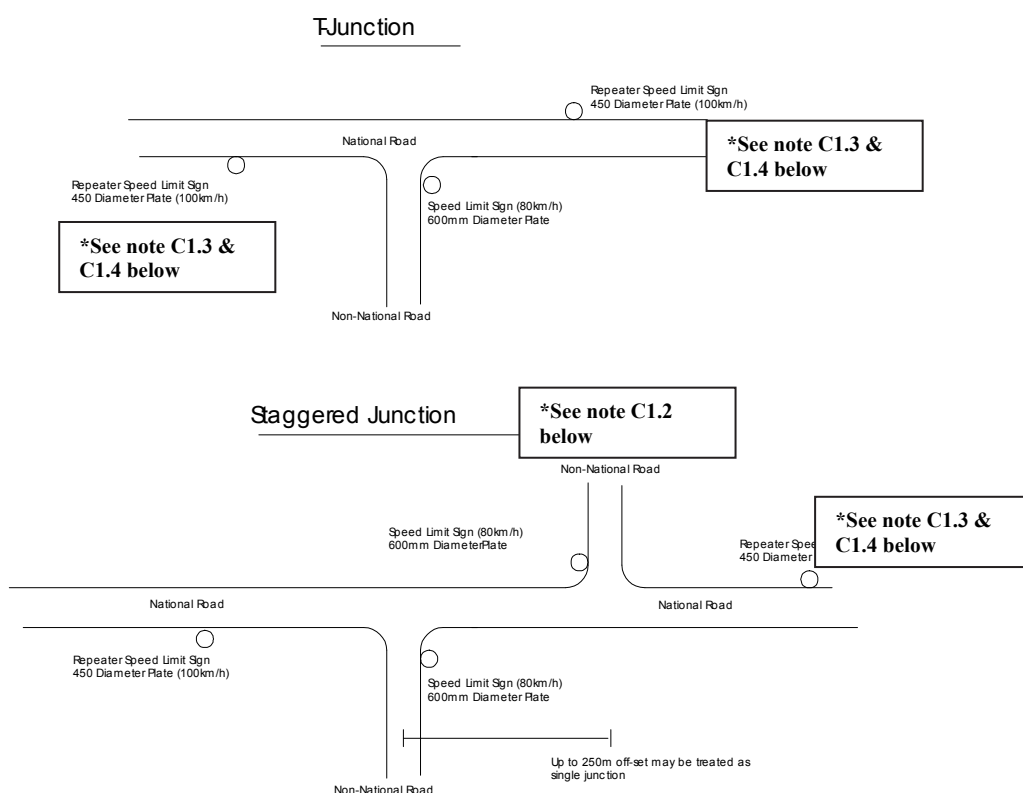 T-Junction
Repeater Speed Limit Sign
450 Diameter Plate (100km/h)
National Road
*See note C1.3 &
C1.4 below
Repeater Speed Limit Sign
450 Diameter Plate (100km/h)
Speed Limit Sign (80km/h)
600mm Diameter Plate
*See note C1.3 &
C1.4 below
Non-National Road
Staggered Junction
*See note C1.2
below
Non-National Road
Speed Limit Sign (80km/h)
600mm Diameter Plate
*See note C1.3 &
C1.4 below
Repeater Spee
450 Diameter
National Road
National Road
Repeater Speed Limit Sign
450 Diameter Plate (100km/h)
Speed Limit Sign (80km/h)
600mm Diameter Plate
Up to 250m off-set may be treated as
single junction
Non-National Road